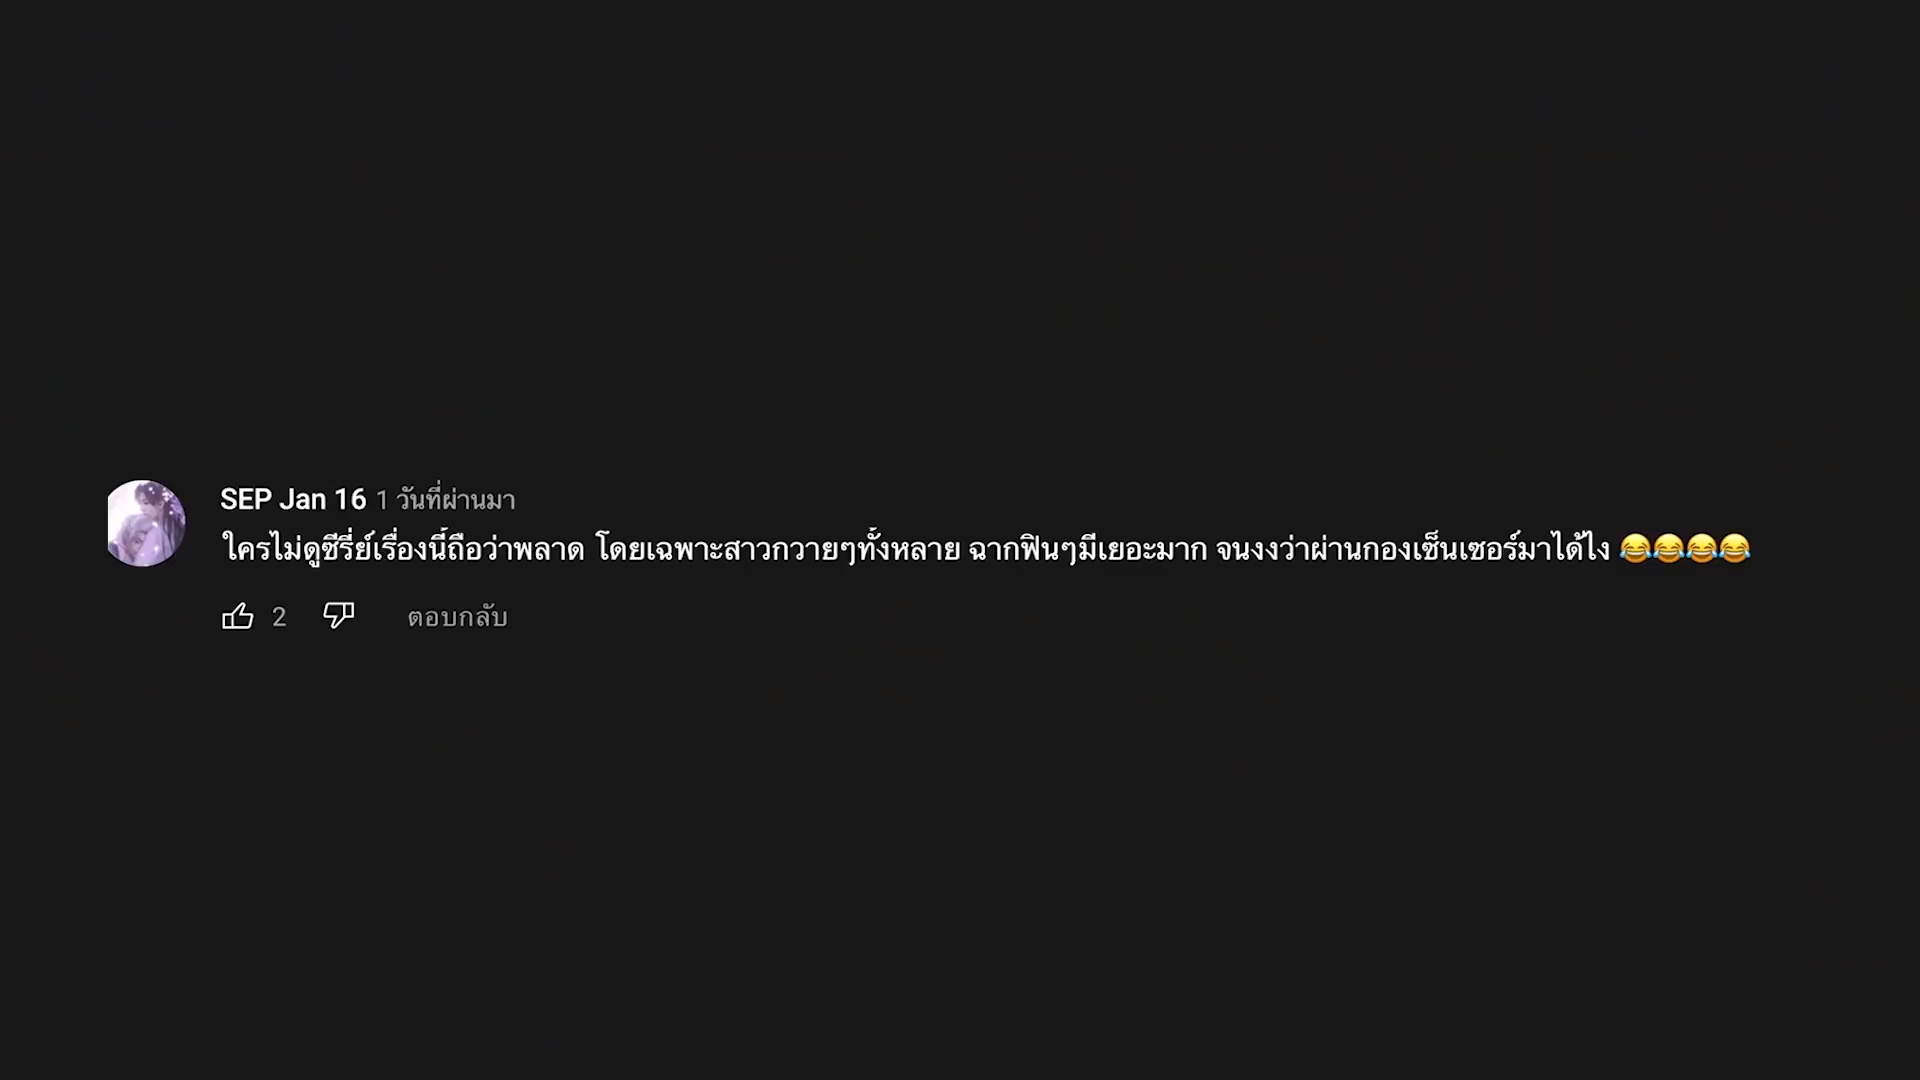 SEP Jan 16 1 วันที่ผ่านมา
ใครไม่ดูซีรี่ย์เรื่องนี้ถือว่าพลาด โดยเฉพาะสาวกวายๆทั้งหลาย ฉากฟินๆมีเยอะมาก จนงงว่าผ่านกองเซ็นเซอร์มาได้ไง 😂😂😂😂
2 ตอบกลับ